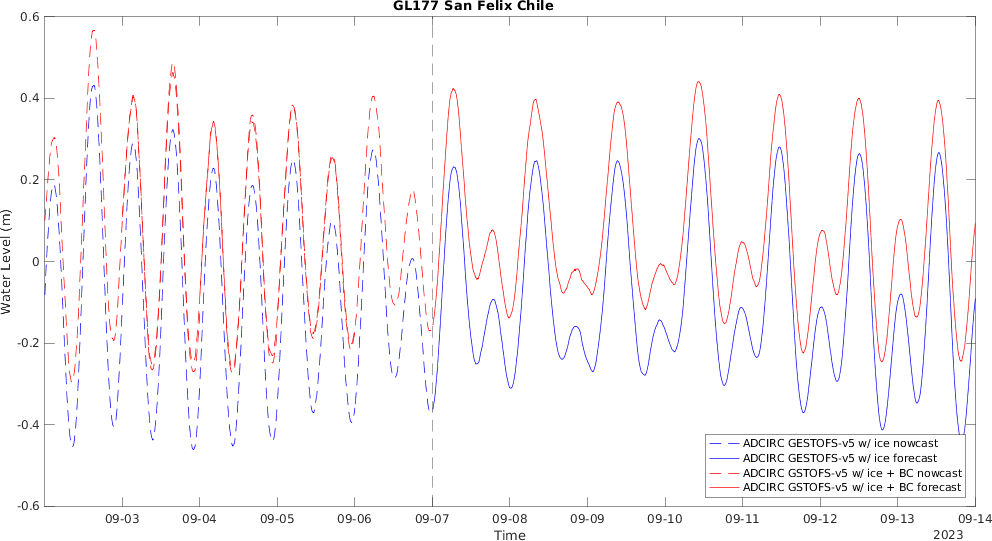 GL177 San Felix Chile
0.6
0.4
0.2
0
-0.2
-0.4
-0.6
Water Level (m)
09-03
09-04
09-05
09-06
09-07
09-08
09-09
09-10
09-11
09-12
09-13
09-14
Time
2023
ADCIRC GESTOFS-v5 w/ ice nowcast
ADCIRC GESTOFS-v5 w/ ice forecast
ADCIRC GSTOFS-v5 w/ ice + BC nowcast
ADCIRC GSTOFS-v5 w/ ice + BC forecast